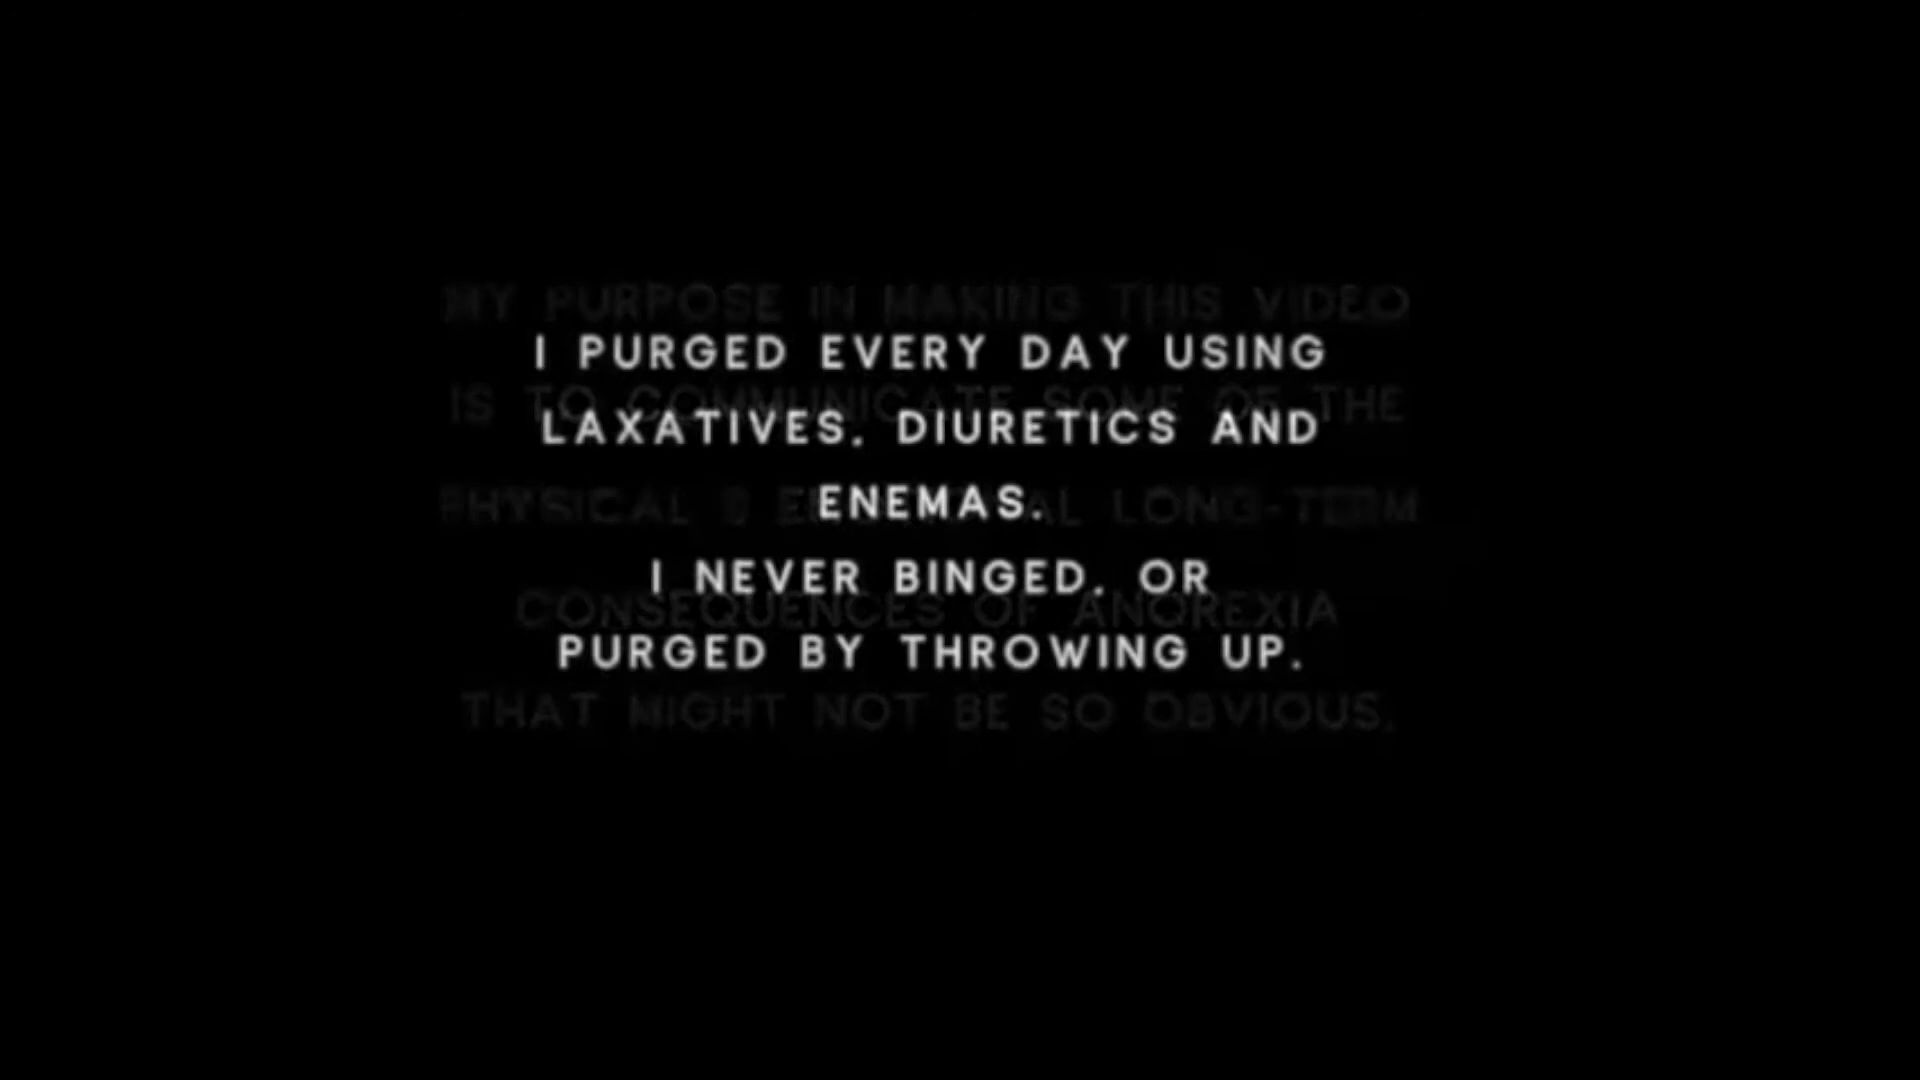 MY PURPOSE IN MAKING THIS VIDEO
I PURGED EVERY DAY USING
IS TO COMMUNICATE SOME OF THE
LAXATIVES, DIURETICS AND
PHYSICAL LONG-TERM
ENEMAS.
I NEVER BINGED, OR
CONSEQUENCES OF ANOREXIA
PURGED BY THROWING UP.
THAT MIGHT NOT BE SO OBVIOUS.